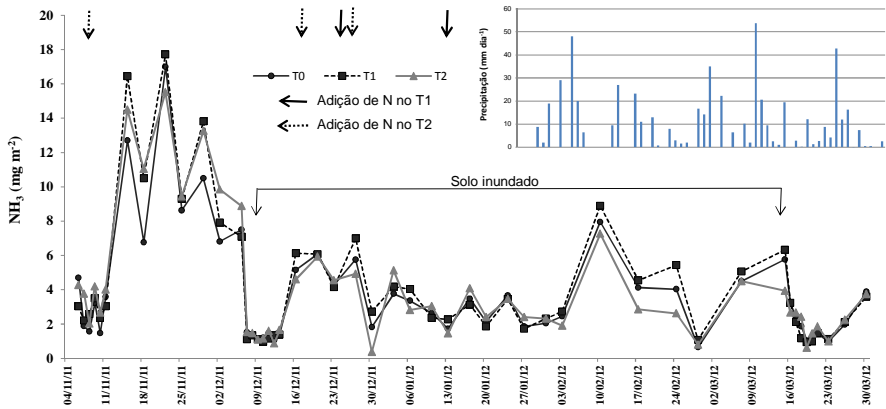 20
18
16
14
12
10
8
6
4
2
0
NH3 (mg m-2)
T0 T1 T2
Adição de N no T1
Adição de N no T2
Solo inundado
Precipitação (mm dia-1)
60
50
40
30
20
10
0
04/11/11 11/11/11 18/11/11 25/11/11 02/12/11 09/12/11 16/12/11 23/12/11 30/12/11 06/01/12 13/01/12 20/01/12 27/01/12 03/02/12 10/02/12 17/02/12 24/02/12 02/03/12 09/03/12 16/03/12 23/03/12 30/03/12